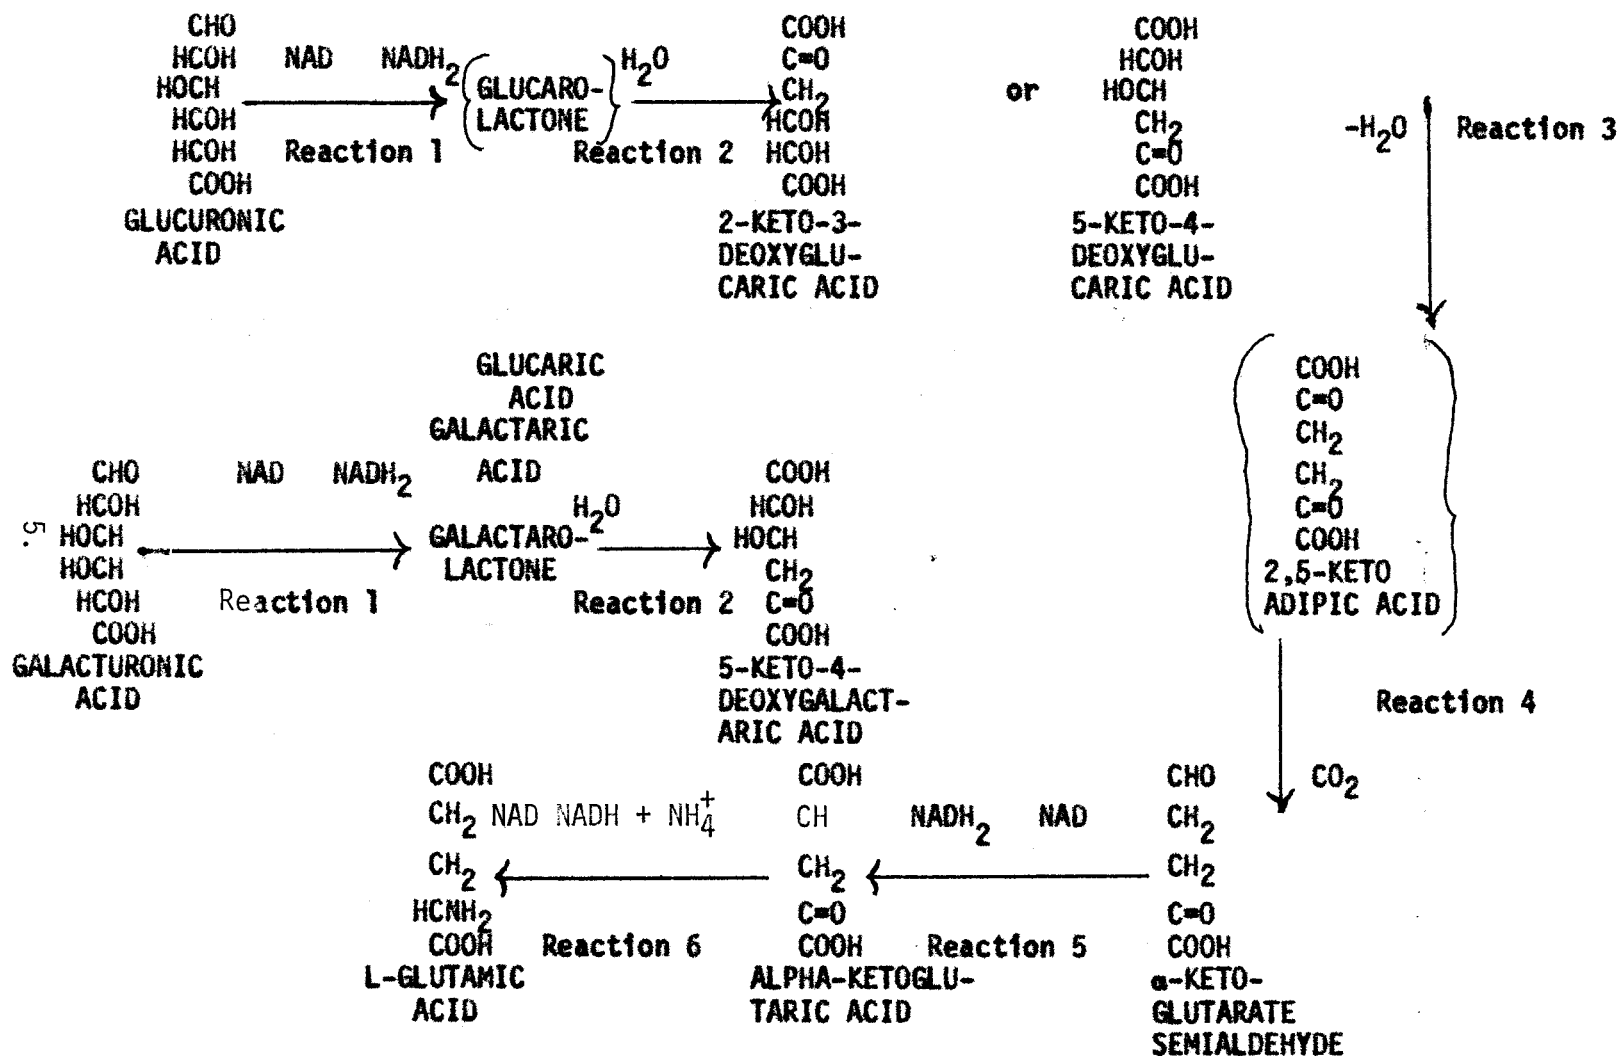 CHO
HCOH
HOCH
HCOH
HCOH
COOH
GLUCURONIC
ACID
NAD NADH2
Reaction 1
GLUCARO-
LACTONE
H2O
Reaction 2
COOH
C=O
CH2
HCOH
HCOH
COOH
2-KETO-3-
DEOXYGLU-
CARIC ACID
or
COOH
HCOH
HOCH
CH2
C=O
COOH
5-KETO-4-
DEOXYGLU-
CARIC ACID
-H2O Reaction 3
GLUCARIC
ACID
GALACTARIC
ACID
5.
CHO
HCOH
HOCH
HOCH
HCOH
COOH
GALACTURONIC
ACID
NAD NADH2
Reaction 1
GALACTARO-
LACTONE
H2O
Reaction 2
COOH
HCOH
HOCH
CH2
C=O
COOH
5-KETO-4-
DEOXYGALACT-
ARIC ACID
COOH
C=O
CH2
CH2
C=O
COOH
2,5-KETO
ADIPIC ACID
Reaction 4
CO2
CHO
CH2
CH2
C=O
COOH
α-KETO-
GLUTARATE
SEMIALDEHYDE
NADH2 NAD
Reaction 5
COOH
CH
CH2
C=O
COOH
ALPHA-KETOGLU-
TARIC ACID
NAD NADH + NH4+
Reaction 6
COOH
CH2
CH2
HCNH2
COOH
L-GLUTAMIC
ACID